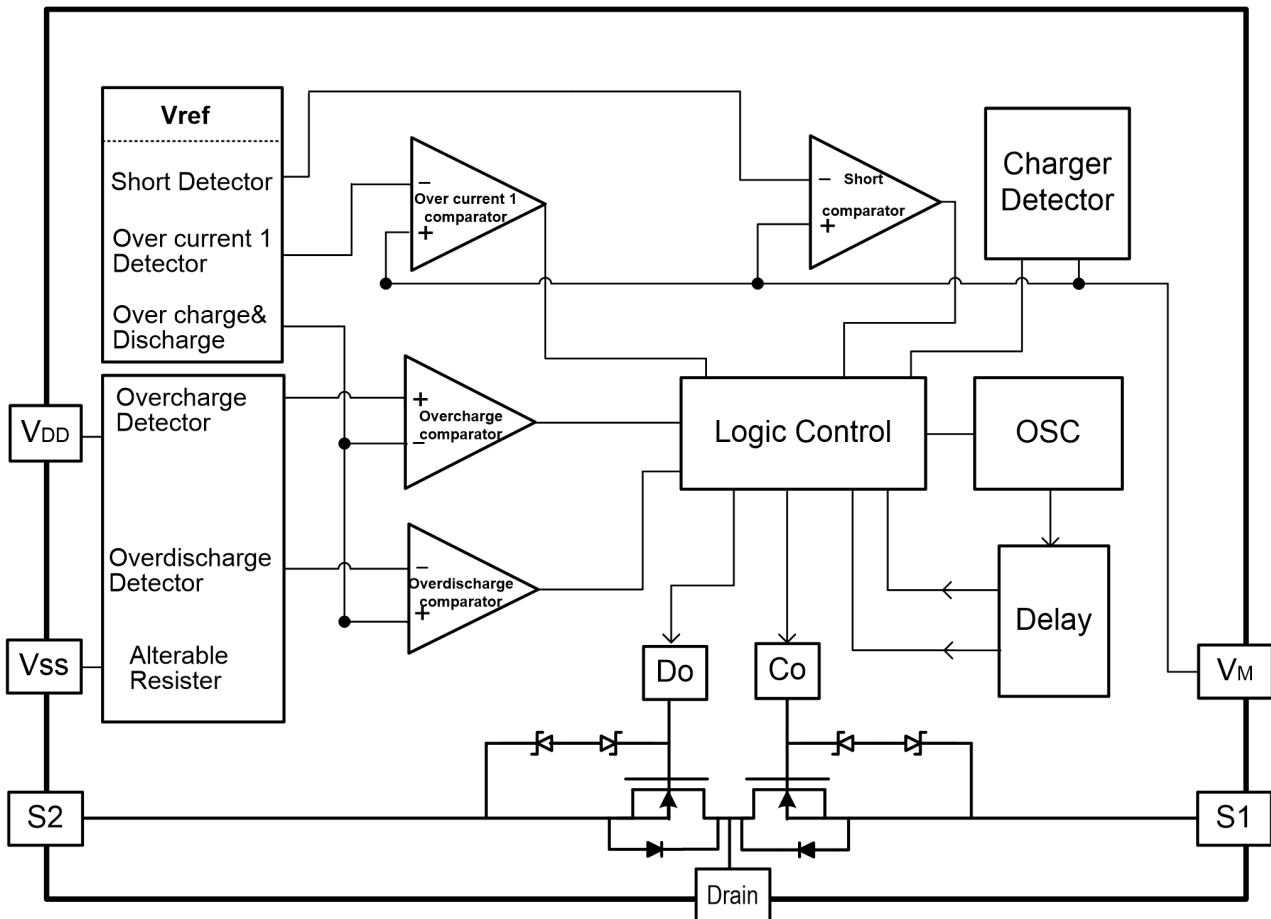 Vref
Short Detector
Over current 1
Detector
Over charge&
Discharge
Overcharge
Detector
Overdischarge
Detector
Alterable
Resister
VDD
Vss
S2
−
Over current 1
comparator
+
− Short
comparator
+
Charger
Detector
+
Overcharge
comparator
−
−
Overdischarge
comparator
+
Logic Control
OSC
Delay
Do
Co
VM
S1
Drain